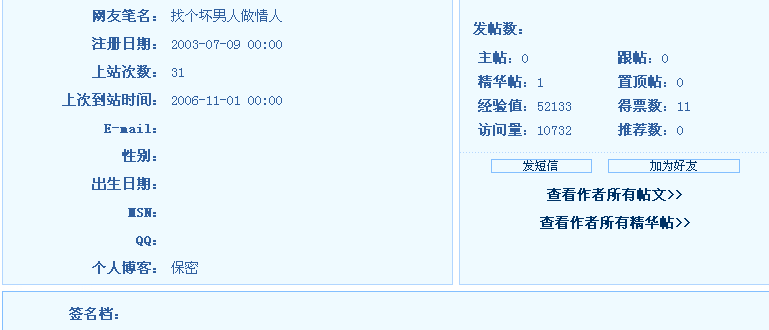 网友笔名： 找个坏男人做情人
注册日期： 2003-07-09 00:00
上站次数： 31
上次到站时间： 2006-11-01 00:00
E-mail：
性别：
出生日期：
MSN：
QQ：
个人博客： 保密
发帖数：
主帖：0 跟帖：0
精华帖：1 置顶帖：0
经验值：52133 得票数：11
访问量：10732 推荐数：0
发短信 加为好友
查看作者所有帖文>>
查看作者所有精华帖>>
签名档：